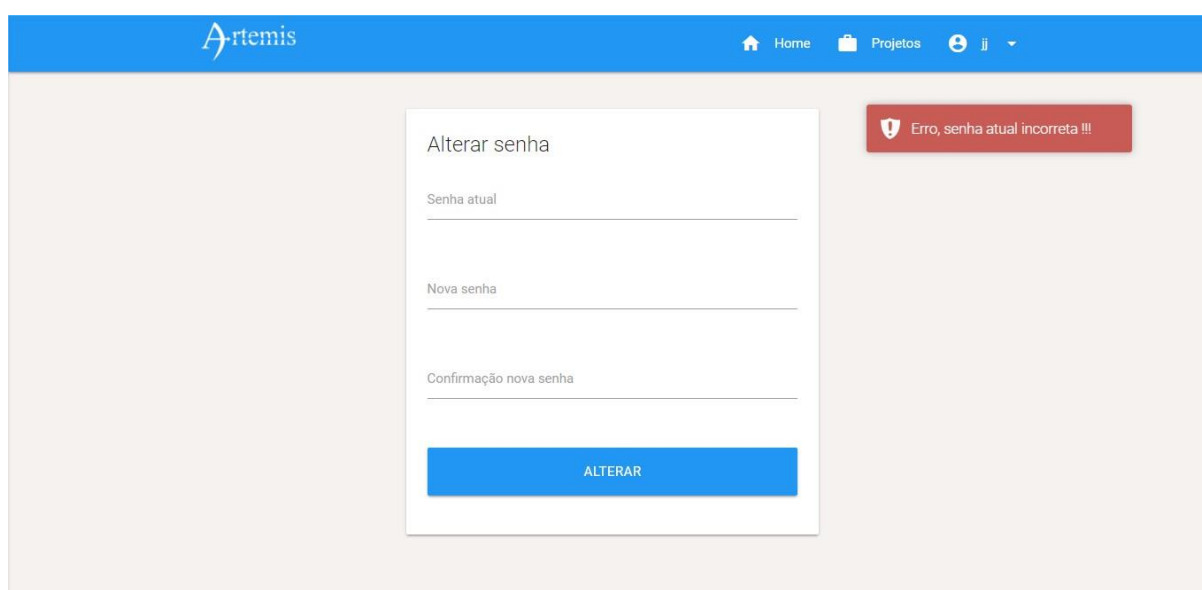 Artemis
Home Projetos jj
Erro, senha atual incorreta !!!
Alterar senha
Senha atual
Nova senha
Confirmação nova senha
ALTERAR